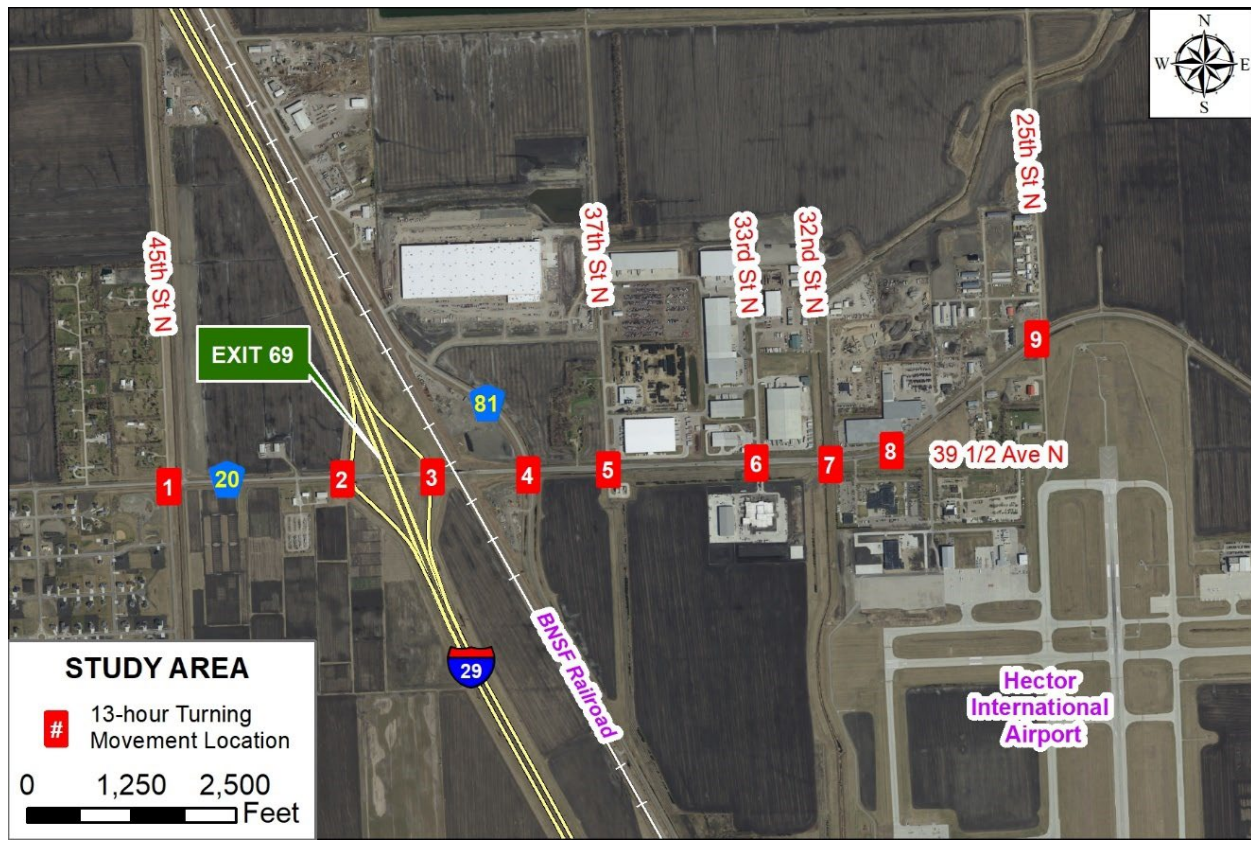 N
W E
S
25th St N
45th St N
37th St N
33rd St N
32nd St N
EXIT 69
9
81
39 1/2 Ave N
1
20
2
3
4
5
6
7
8
BNSF Railroad
29
Hector
International
Airport
STUDY AREA
# 13-hour Turning
Movement Location
0 1,250 2,500
Feet